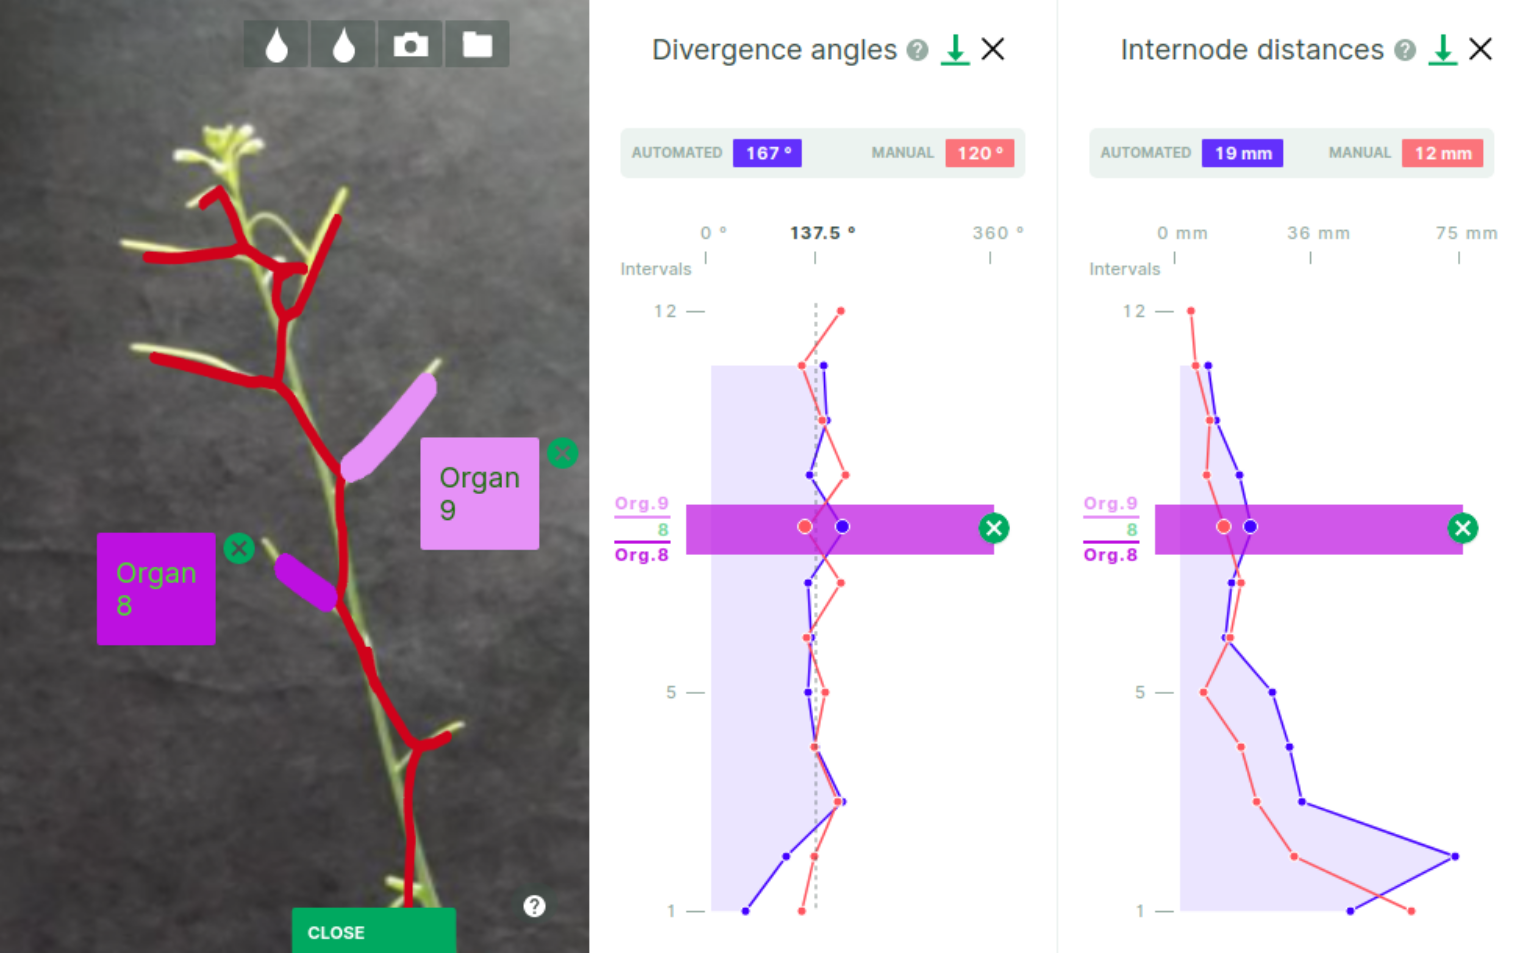 Divergence angles ?
Internode distances ?
AUTOMATED 167 ° MANUAL 120 °
AUTOMATED 19 mm MANUAL 12 mm
0 ° 137.5 ° 360 °
0 mm 36 mm 75 mm
Intervals
Intervals
12
12
Organ
9
Organ
8
Org.9
8
Org.8
Org.9
8
Org.8
5
5
1
1
?
CLOSE